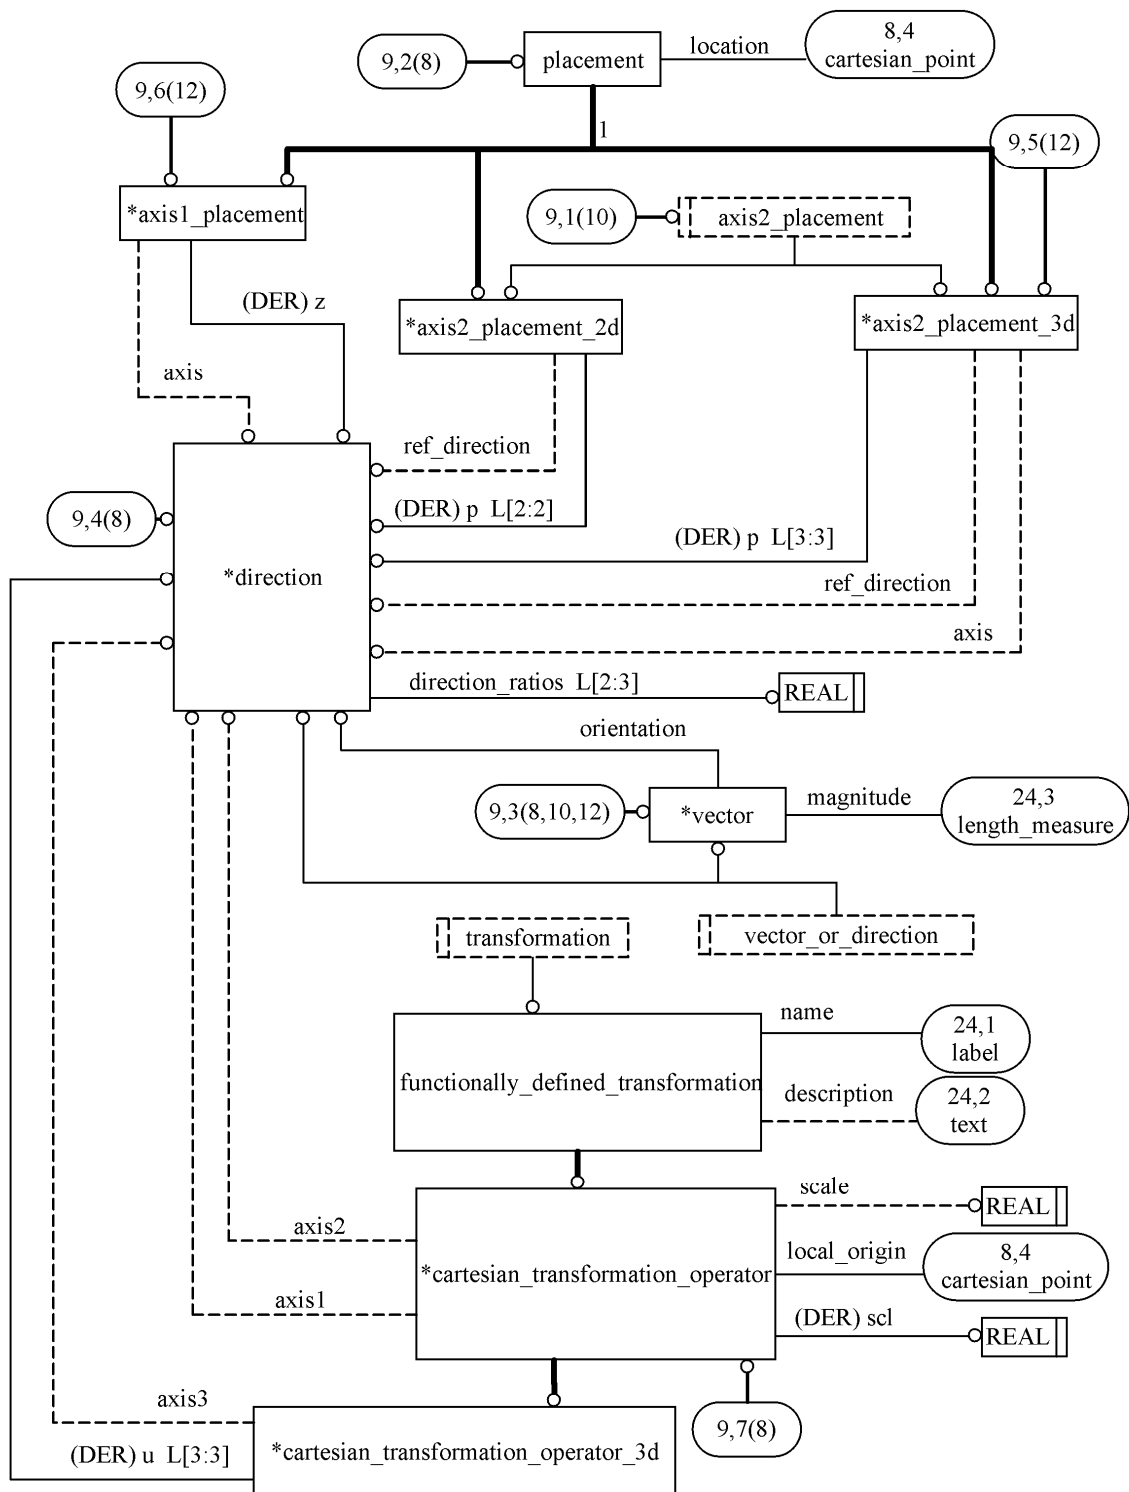 8,4
cartesian_point
location
placement
9,2(8)
9,6(12)
1
9,5(12)
*axis1_placement
9,1(10)
axis2_placement
(DER) z
*axis2_placement_2d
*axis2_placement_3d
axis
ref_direction
(DER) p L[2:2]
9,4(8)
(DER) p L[3:3]
*direction
ref_direction
axis
direction_ratios L[2:3]
REAL
orientation
9,3(8,10,12)
*vector
magnitude
24,3
length_measure
transformation
vector_or_direction
name
24,1
label
functionally_defined_transformation
description
24,2
text
scale
REAL
axis2
local_origin
8,4
cartesian_point
*cartesian_transformation_operator
axis1
(DER) scl
REAL
axis3
9,7(8)
(DER) u L[3:3]
*cartesian_transformation_operator_3d